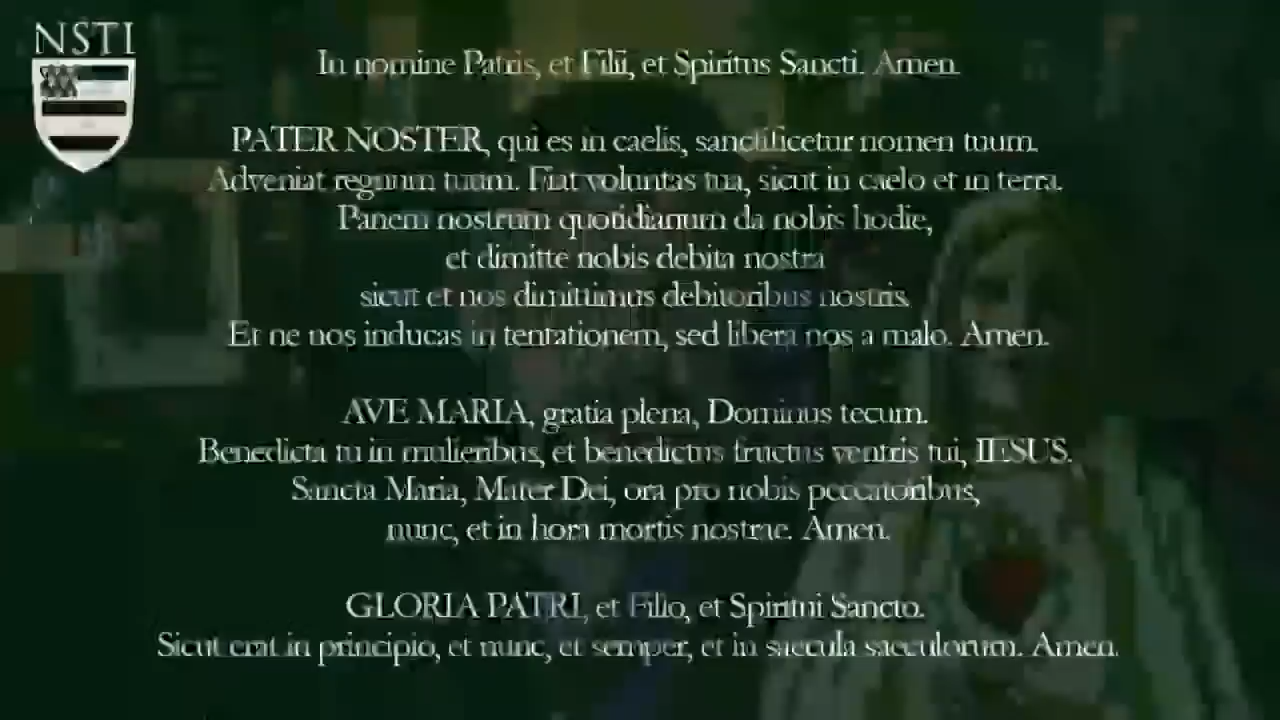 NSTI
In nomine Patris, et Filii, et Spiritus Sancti. Amen.
PATER NOSTER, qui es in caelis, sanctificetur nomen tuum.
Adveniat regnum tuum. Fiat voluntas tua, sicut in caelo et in terra.
Panem nostrum quotidianum da nobis hodie,
et dimitte nobis debita nostra
sicut et nos dimittimus debitoribus nostris.
Et ne nos inducas in tentationem, sed libera nos a malo. Amen.
AVE MARIA, gratia plena, Dominus tecum.
Benedicta tu in mulieribus, et benedictus fructus ventris tui, IESUS.
Sancta Maria, Mater Dei, ora pro nobis peccatoribus,
nunc, et in hora mortis nostrae. Amen.
GLORIA PATRI, et Filio, et Spiritui Sancto.
Sicut erat in principio, et nunc, et semper, et in saecula saeculorum. Amen.